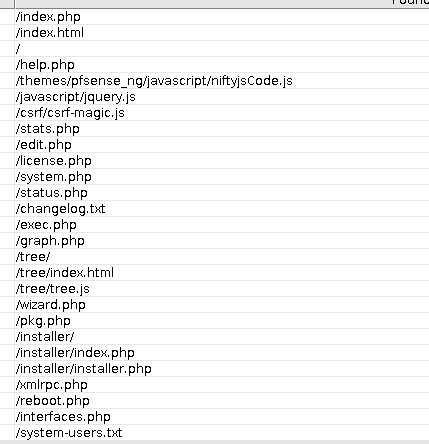 Found
/index.php
/index.html
/
/help.php
/themes/pfsense_ng/javascript/niftyjsCode.js
/javascript/jquery.js
/csrf/csrf-magic.js
/stats.php
/edit.php
/license.php
/system.php
/status.php
/changelog.txt
/exec.php
/graph.php
/tree/
/tree/index.html
/tree/tree.js
/wizard.php
/pkg.php
/installer/
/installer/index.php
/installer/installer.php
/xmlrpc.php
/reboot.php
/interfaces.php
/system-users.txt